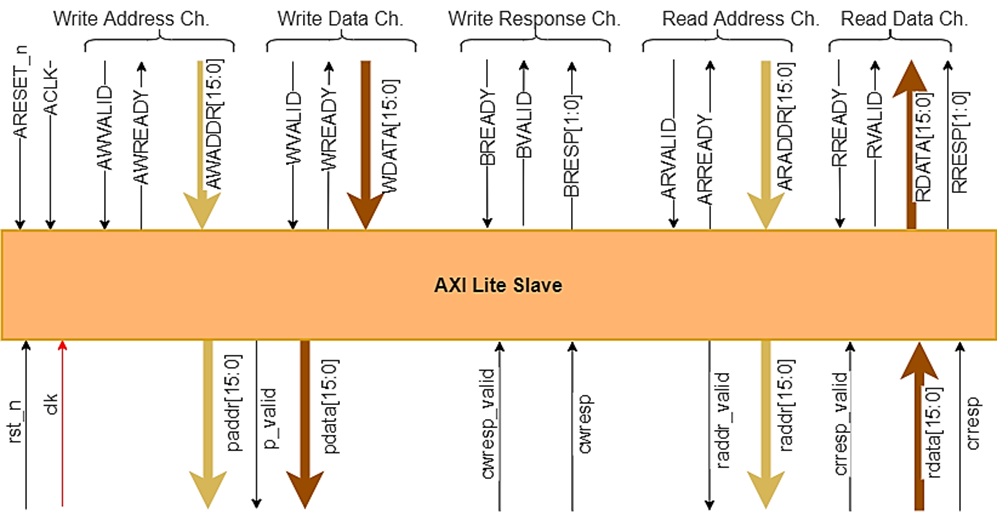 Write Address Ch.
Write Data Ch.
Write Response Ch.
Read Address Ch.
Read Data Ch.
ARESET_n
ACLK
AWVALID
AWREADY
AWADDR[15:0]
WVALID
WREADY
WDATA[15:0]
BREADY
BVALID
BRESP[1:0]
ARVALID
ARREADY
ARADDR[15:0]
RREADY
RVALID
RDATA[15:0]
RRESP[1:0]
AXI Lite Slave
rst_n
clk
paddr[15:0]
p_valid
pdata[15:0]
cwresp_valid
cwresp
raddr_valid
raddr[15:0]
crresp_valid
rdata[15:0]
crresp